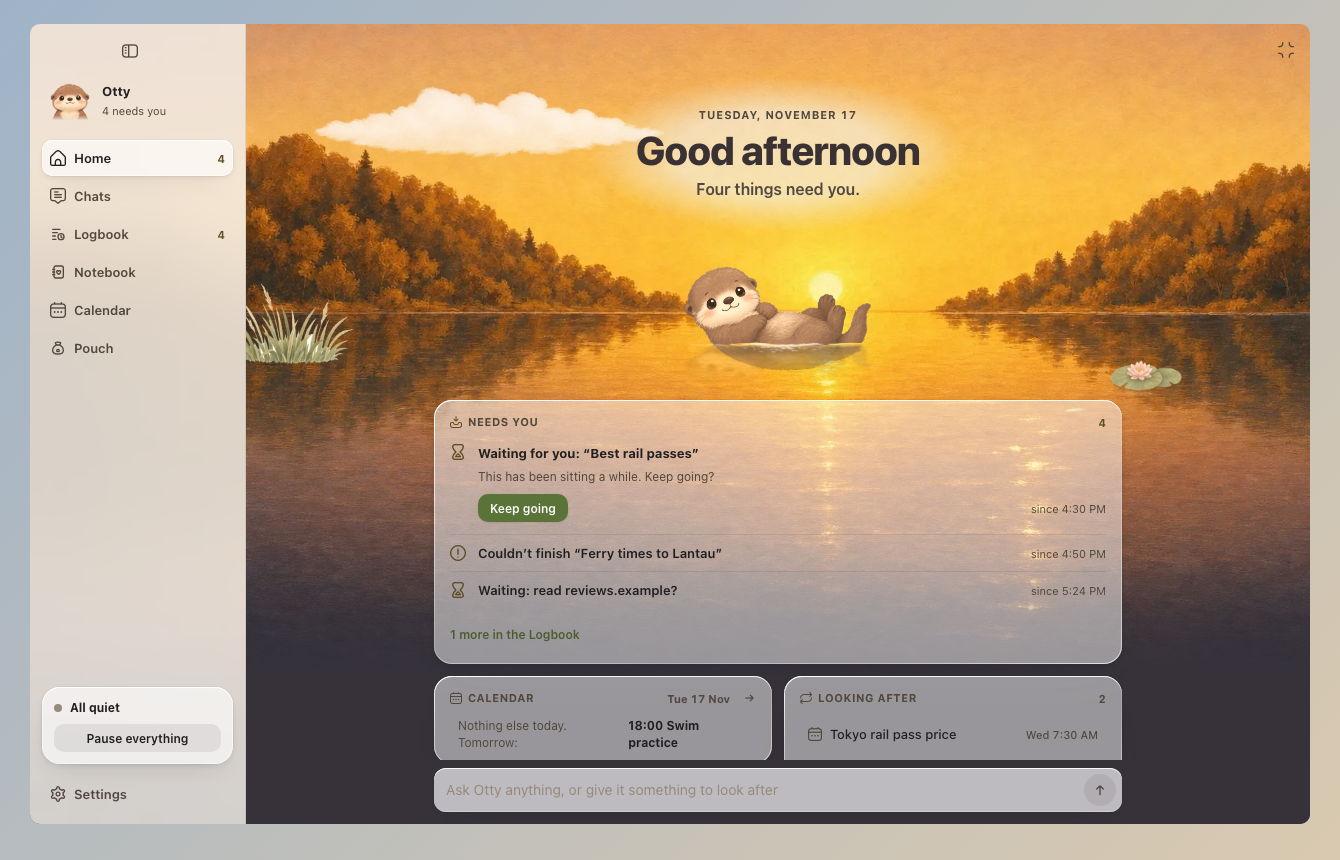 Otty
4 needs you
Home 4
Chats
Logbook 4
Notebook
Calendar
Pouch
All quiet
Pause everything
Settings
TUESDAY, NOVEMBER 17
Good afternoon
Four things need you.
NEEDS YOU 4
Waiting for you: “Best rail passes”
This has been sitting a while. Keep going?
Keep going since 4:30 PM
Couldn’t finish “Ferry times to Lantau” since 4:50 PM
Waiting: read reviews.example? since 5:24 PM
1 more in the Logbook
CALENDAR Tue 17 Nov
Nothing else today. Tomorrow: 18:00 Swim practice
LOOKING AFTER 2
Tokyo rail pass price Wed 7:30 AM
Ask Otty anything, or give it something to look after